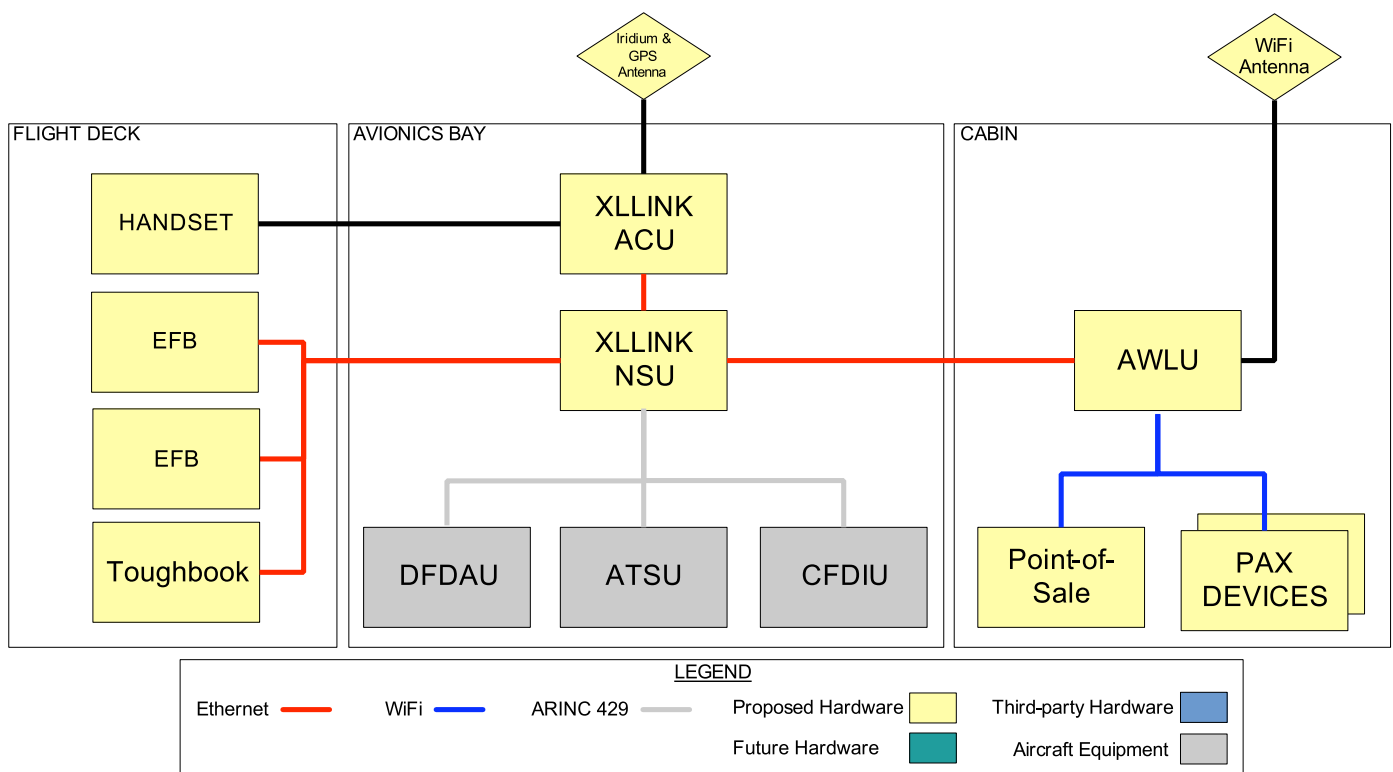 Iridium &
GPS
Antenna
WiFi
Antenna
FLIGHT DECK
AVIONICS BAY
CABIN
HANDSET
XLLINK
ACU
EFB
XLLINK
NSU
AWLU
EFB
Toughbook
DFDAU
ATSU
CFDIU
Point-of-
Sale
PAX
DEVICES
LEGEND
Ethernet
WiFi
ARINC 429
Proposed Hardware
Third-party Hardware
Future Hardware
Aircraft Equipment